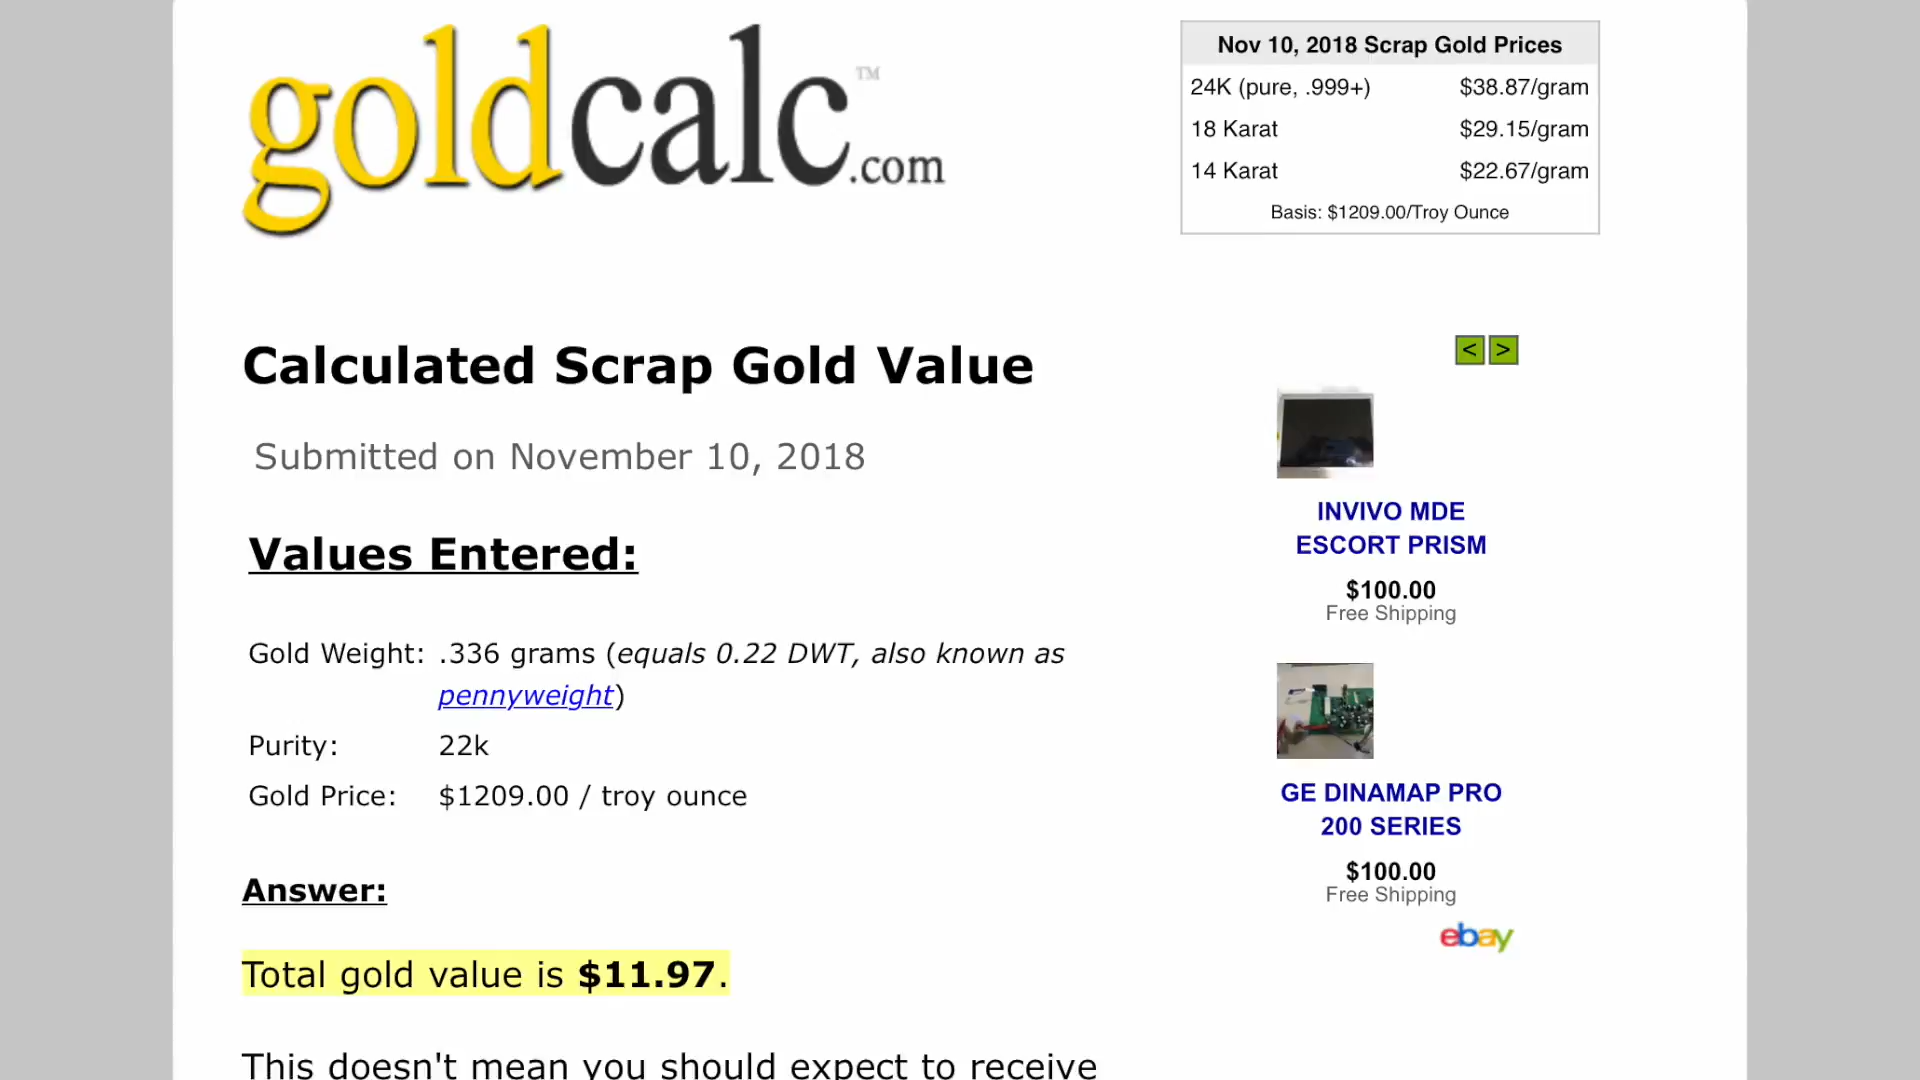 goldcalc.com™
Nov 10, 2018 Scrap Gold Prices
24K (pure, .999+) $38.87/gram
18 Karat $29.15/gram
14 Karat $22.67/gram
Basis: $1209.00/Troy Ounce
Calculated Scrap Gold Value
Submitted on November 10, 2018
Values Entered:
Gold Weight: .336 grams (equals 0.22 DWT, also known as
pennyweight)
Purity: 22k
Gold Price: $1209.00 / troy ounce
Answer:
Total gold value is $11.97.
This doesn't mean you should expect to receive
< >
INVIVO MDE
ESCORT PRISM
$100.00
Free Shipping
GE DINAMAP PRO
200 SERIES
$100.00
Free Shipping
ebay